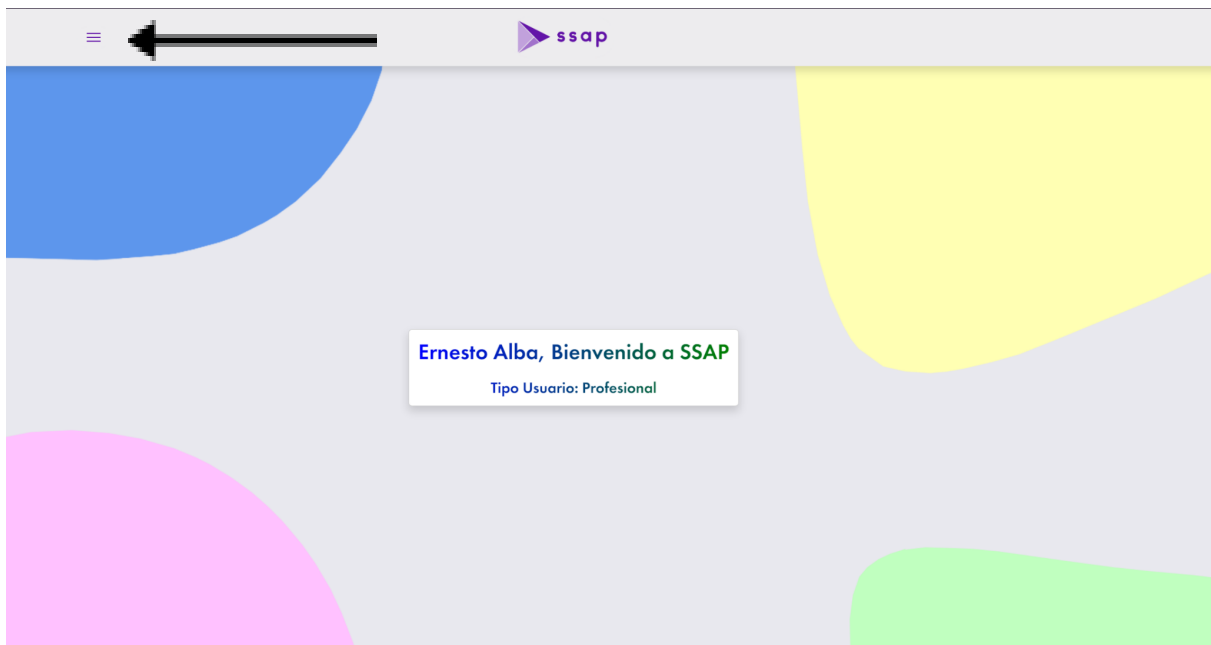 ssap
Ernesto Alba, Bienvenido a SSAP
Tipo Usuario: Profesional